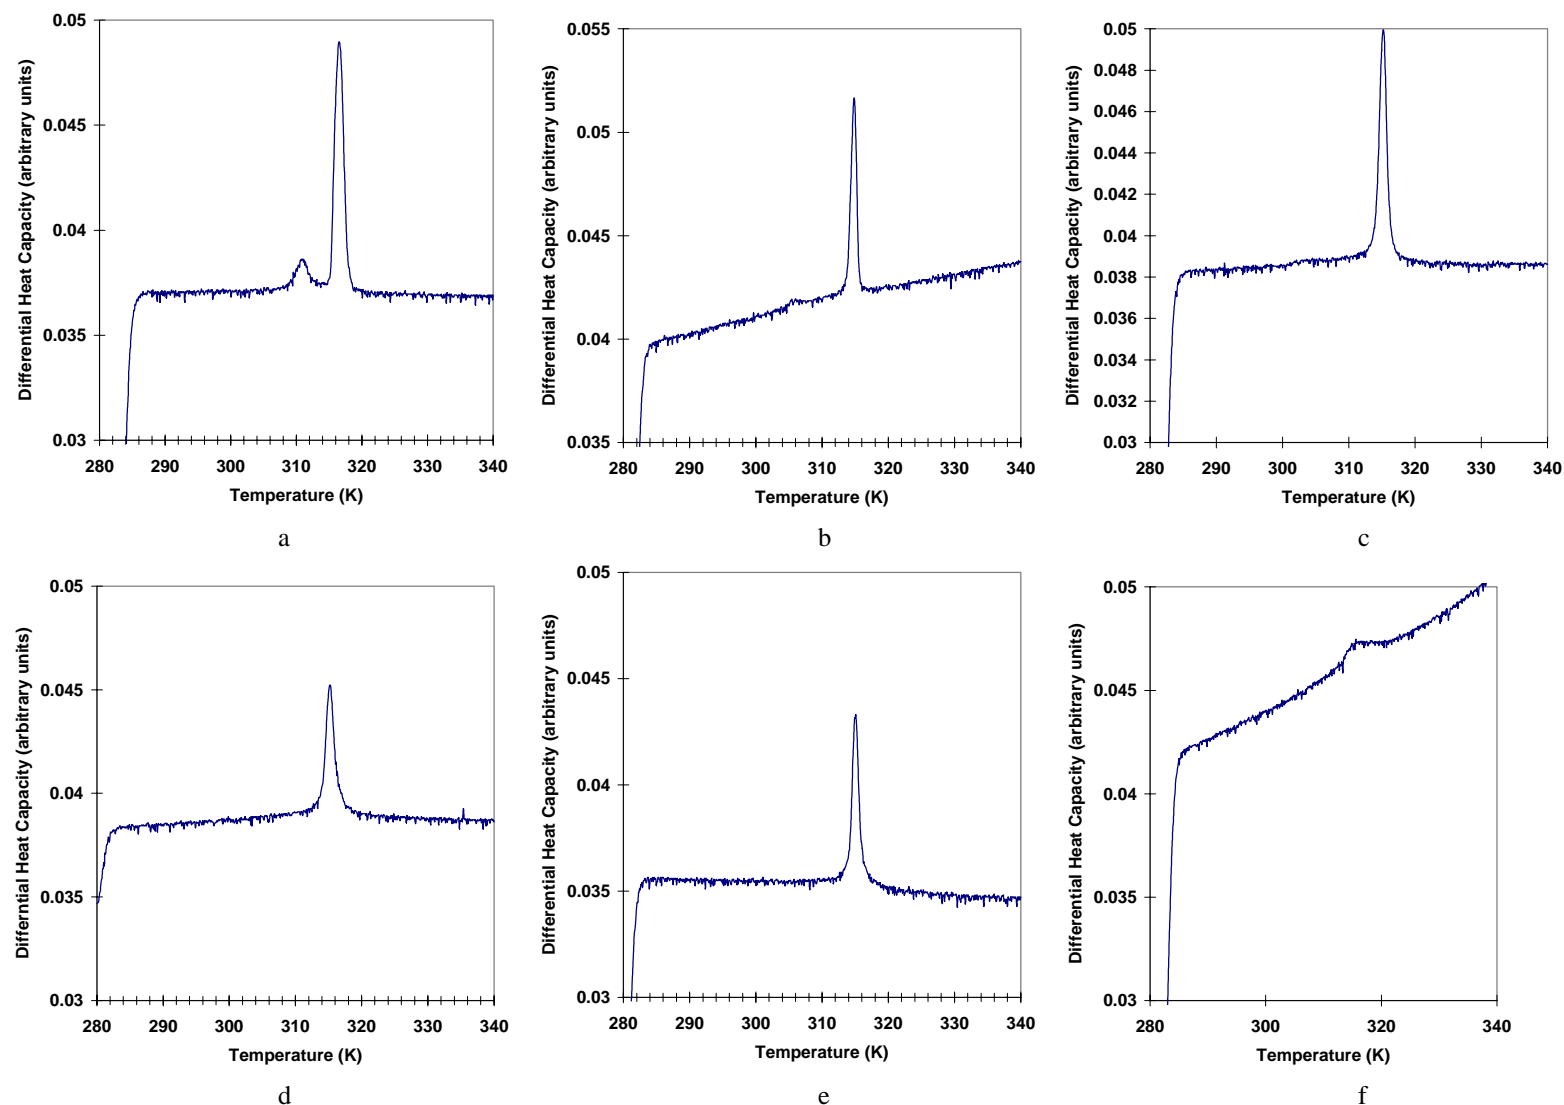 0.05
0.045
0.04
0.035
0.03
280 290 300 310 320 330 340
Differential Heat Capacity (arbitrary units)
Temperature (K)
a
0.055
0.05
0.045
0.04
0.035
280 290 300 310 320 330 340
Differential Heat Capacity (arbitrary units)
Temperature (K)
b
0.05
0.048
0.046
0.044
0.042
0.04
0.038
0.036
0.034
0.032
0.03
280 290 300 310 320 330 340
Differential Heat Capacity (arbitrary units)
Temperature (K)
c
0.05
0.045
0.04
0.035
0.03
280 290 300 310 320 330 340
Differntial Heat Capacity (arbitrary units)
Temperature (K)
d
0.05
0.045
0.04
0.035
0.03
280 290 300 310 320 330 340
Differential Heat Capacity (arbitrary units)
Temperature (K)
e
0.05
0.045
0.04
0.035
0.03
280 300 320 340
Differential Heat Capacity (arbitrary units)
Temperature (K)
f